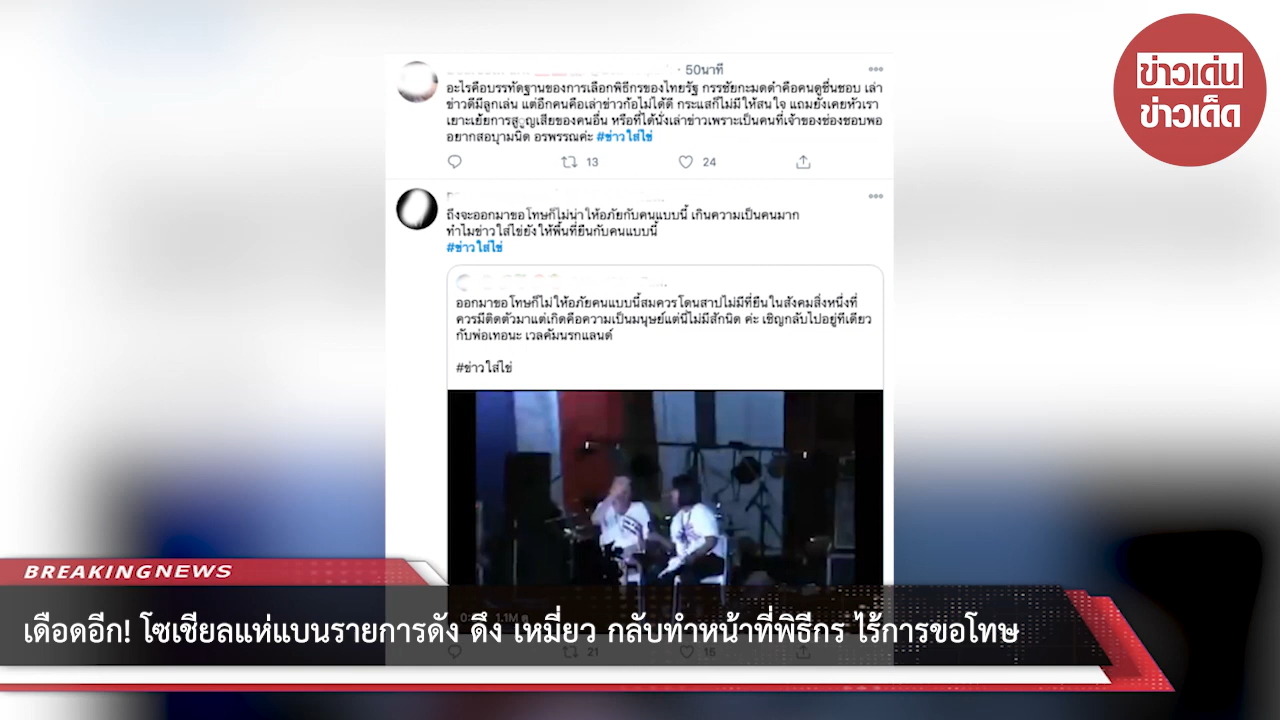 ข่าวเด่น
ข่าวเด็ด
· 50นาที
อะไรคือบรรทัดฐานของการเลือกพิธีกรของไทยรัฐ กรรชัยกะมดดำคือคนดูชื่นชอบ เล่า
ข่าวดีมีลูกเล่น แต่อีกคนคือเล่าข่าวก้อไม่ได้ดี กระแสก็ไม่มีให้สนใจ แถมยังเคยหัวเรา
เยาะเย้ยการสูญเสียของคนอื่น หรือที่ได้นั่งเล่าข่าวเพราะเป็นคนที่เจ้าของช่องชอบพอ
อยากสอบุามนิด อรพรรณค่ะ #ข่าวใส่ไข่
13 24
ถึงจะออกมาขอโทษก็ไม่น่าให้อภัยกับคนแบบนี้ เกินความเป็นคนมาก
ทำไมข่าวใส่ไข่ยังให้พื้นที่ยืนกับคนแบบนี้
#ข่าวใส่ไข่
ออกมาขอโทษก็ไม่ให้อภัยคนแบบนี้สมควรโดนสาปไม่มีที่ยืนในสังคมสิ่งหนึ่งที่
ควรมีติดตัวมาแต่เกิดคือความเป็นมนุษย์แต่นี่ไม่มีสักนิด ค่ะ เชิญกลับไปอยู่ทีเดียว
กับพ่อเทอนะ เวลคัมนรกแลนด์
#ข่าวใส่ไข่
BREAKINGNEWS
1.1M ดู
เดือดอีก! โซเชียลแห่แบนรายการดัง ดึง เหมี่ยว กลับทำหน้าที่พิธีกร ไร้การขอโทษ
21 15